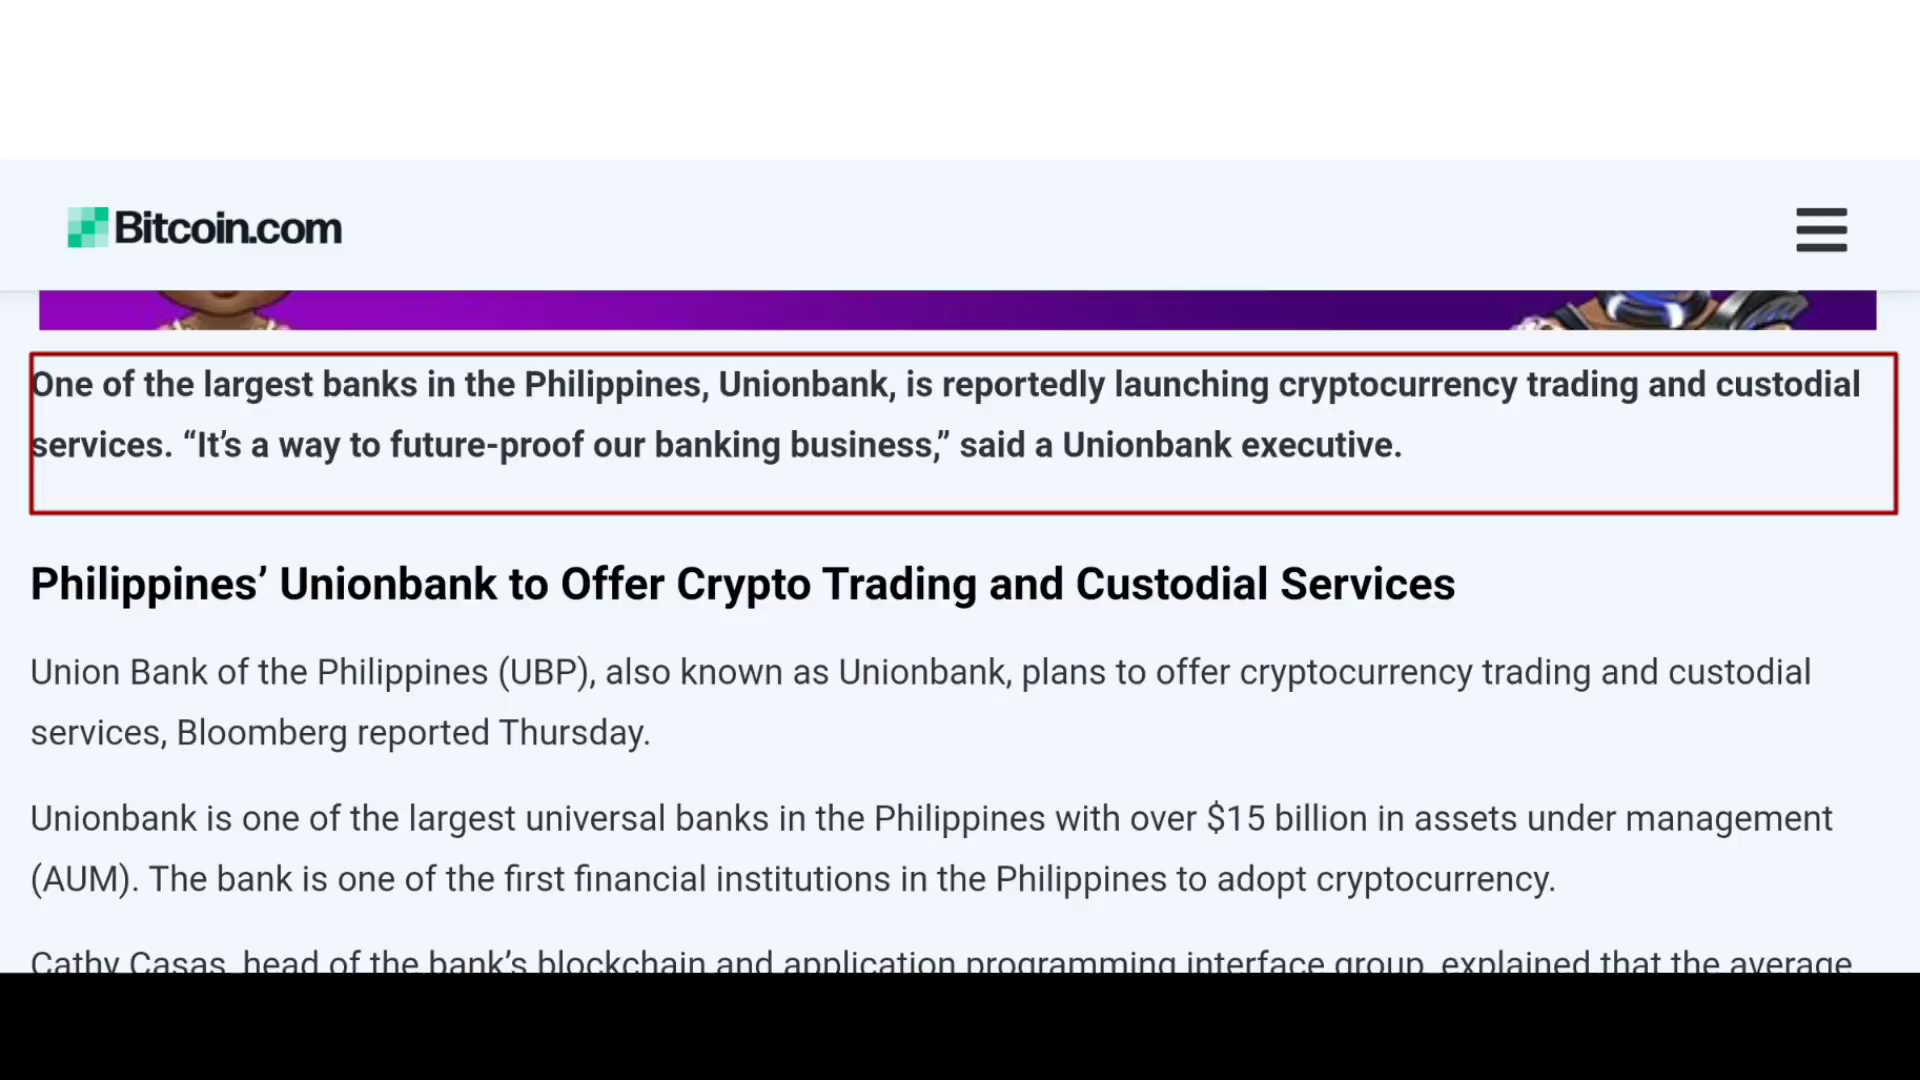 Bitcoin.com
One of the largest banks in the Philippines, Unionbank, is reportedly launching cryptocurrency trading and custodial
services. “It’s a way to future-proof our banking business,” said a Unionbank executive.
Philippines’ Unionbank to Offer Crypto Trading and Custodial Services
Union Bank of the Philippines (UBP), also known as Unionbank, plans to offer cryptocurrency trading and custodial
services, Bloomberg reported Thursday.
Unionbank is one of the largest universal banks in the Philippines with over $15 billion in assets under management
(AUM). The bank is one of the first financial institutions in the Philippines to adopt cryptocurrency.
Cathy Casas, head of the bank’s blockchain and application programming interface group, explained that the average